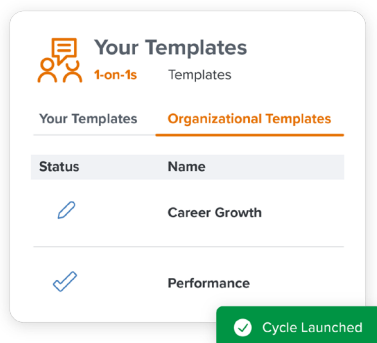 Your Templates
1-on-1s Templates
Your Templates Organizational Templates
Status Name
Career Growth
Performance
Cycle Launched